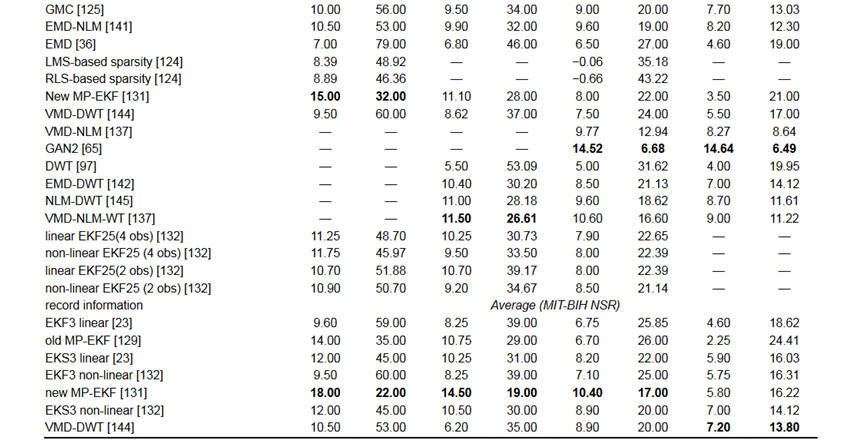 GMC [125] 10.00 56.00 9.50 34.00 9.00 20.00 7.70 13.03
EMD-NLM [141] 10.50 53.00 9.90 32.00 9.60 19.00 8.20 12.30
EMD [36] 7.00 79.00 6.80 46.00 6.50 27.00 4.60 19.00
LMS-based sparsity [124] 8.39 48.92 — — −0.06 35.18
RLS-based sparsity [124] 8.89 46.36 — — −0.66 43.22
New MP-EKF [131] 15.00 32.00 11.10 28.00 8.00 22.00 3.50 21.00
VMD-DWT [144] 9.50 60.00 8.62 37.00 7.50 24.00 5.50 17.00
VMD-NLM [137] — — — — 9.77 12.94 8.27 8.64
GAN2 [65] — — — — 14.52 6.68 14.64 6.49
DWT [97] — — 5.50 53.09 5.00 31.62 4.00 19.95
EMD-DWT [142] — — 10.40 30.20 8.50 21.13 7.00 14.12
NLM-DWT [145] — — 11.00 28.18 9.60 18.62 8.70 11.61
VMD-NLM-WT [137] — — 11.50 26.61 10.60 16.60 9.00 11.22
linear EKF25(4 obs) [132] 11.25 48.70 10.25 30.73 7.90 22.65 — —
non-linear EKF25 (4 obs) [132] 11.75 45.97 9.50 33.50 8.00 22.39 — —
linear EKF25(2 obs) [132] 10.70 51.88 10.70 39.17 8.00 22.39 — —
non-linear EKF25 (2 obs) [132] 10.90 50.70 9.20 34.67 8.50 21.14 — —
record information Average (MIT-BIH NSR)
EKF3 linear [23] 9.60 59.00 8.25 39.00 6.75 25.85 4.60 18.62
old MP-EKF [129] 14.00 35.00 10.75 29.00 6.70 26.00 2.25 24.41
EKS3 linear [23] 12.00 45.00 10.25 31.00 8.20 22.00 5.90 16.03
EKF3 non-linear [132] 9.50 60.00 8.25 39.00 7.10 25.00 5.75 16.31
new MP-EKF [131] 18.00 22.00 14.50 19.00 10.40 17.00 5.80 16.22
EKS3 non-linear [132] 12.00 45.00 10.50 30.00 8.90 20.00 7.00 14.12
VMD-DWT [144] 10.50 53.00 6.20 35.00 8.90 20.00 7.20 13.80